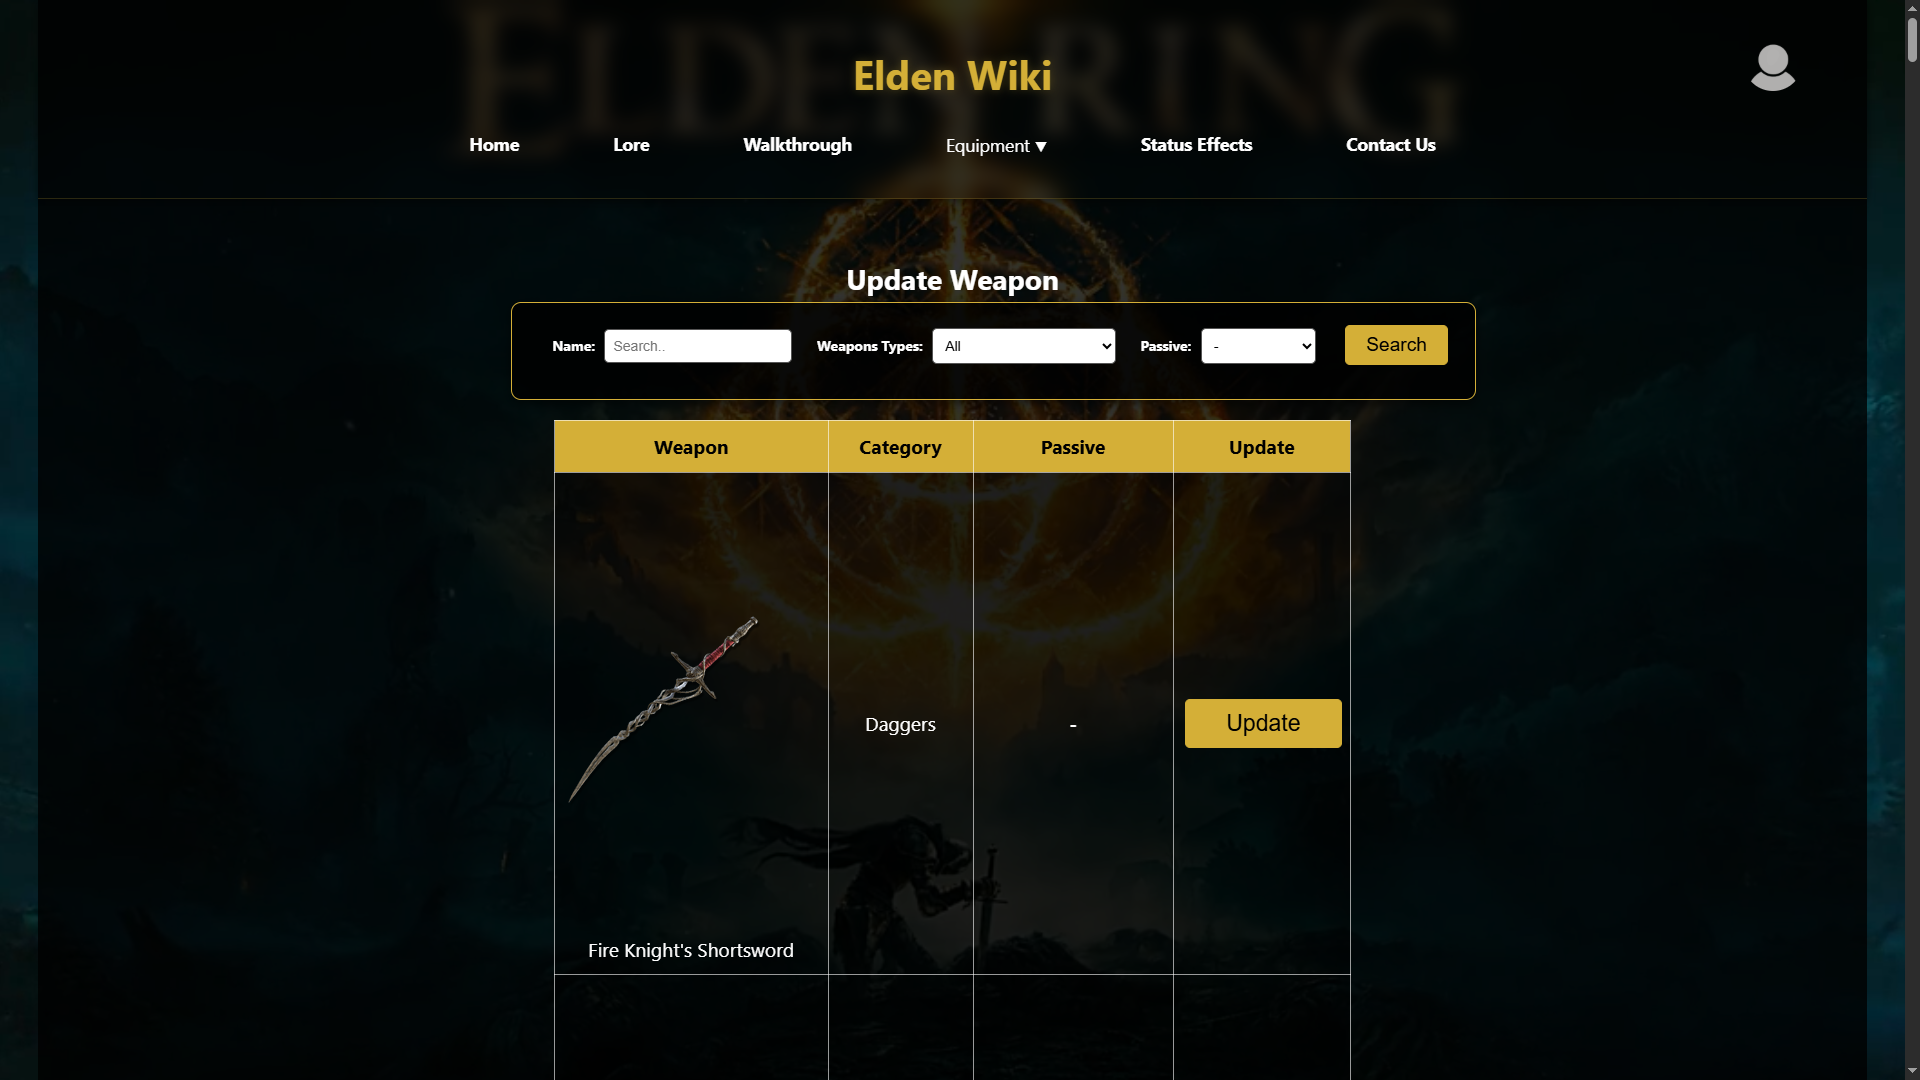 ELDEN RING
Elden Wiki
Home Lore Walkthrough Equipment ▼ Status Effects Contact Us
Update Weapon
Name: Search.. Weapons Types: All Passive: - Search
Weapon Category Passive Update
Daggers - Update
Fire Knight's Shortsword